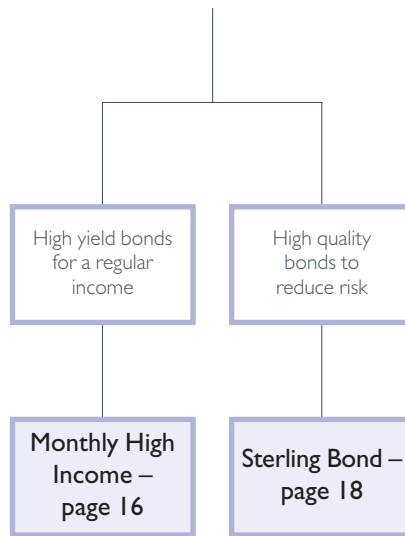 High yield bonds
for a regular
income
High quality
bonds to
reduce risk
Monthly High
Income –
page 16
Sterling Bond –
page 18